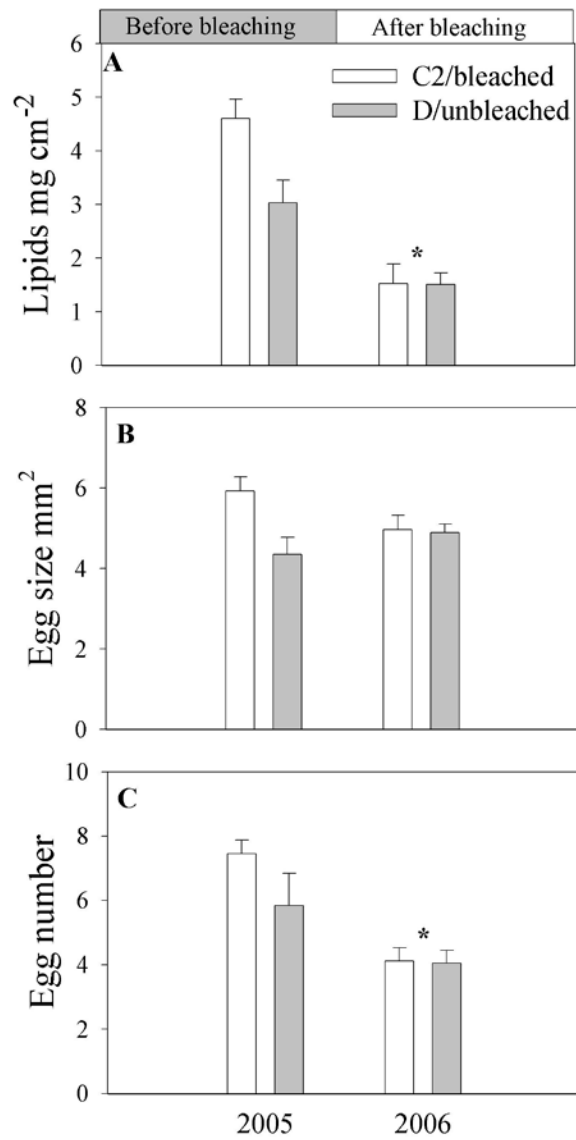 Before bleaching After bleaching
A
C2/bleached
D/unbleached
Lipids mg cm⁻²
6
5
4
3
2
1
0
*
B
Egg size mm²
8
6
4
2
0
C
Egg number
10
8
6
4
2
0
*
2005 2006